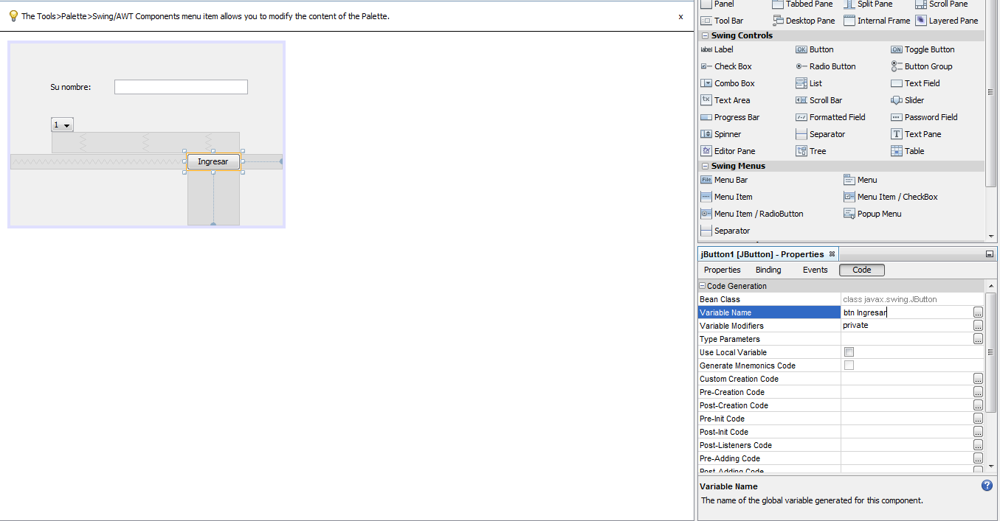 The Tools>Palette>Swing/AWT Components menu item allows you to modify the content of the Palette.
x
Su nombre:
1
Ingresar
Panel Tabbed Pane Split Pane Scroll Pane
Tool Bar Desktop Pane Internal Frame Layered Pane
Swing Controls
label Label OK Button ON Toggle Button
Check Box Radio Button Button Group
Combo Box List Text Field
tx Text Area Scroll Bar Slider
Progress Bar Formatted Field Password Field
Spinner Separator T Text Pane
Editor Pane Tree Table
Swing Menus
File Menu Bar Menu
Menu Item Menu Item / CheckBox
Menu Item / RadioButton Popup Menu
Separator
jButton1 [JButton] - Properties
Properties Binding Events Code
Code Generation
Bean Class class javax.swing.JButton
Variable Name btn Ingresar ...
Variable Modifiers private ...
Type Parameters ...
Use Local Variable
Generate Mnemonics Code
Custom Creation Code ...
Pre-Creation Code ...
Post-Creation Code ...
Pre-Init Code ...
Post-Init Code ...
Post-Listeners Code ...
Pre-Adding Code ...
Post-Adding Code
Variable Name ?
The name of the global variable generated for this component.